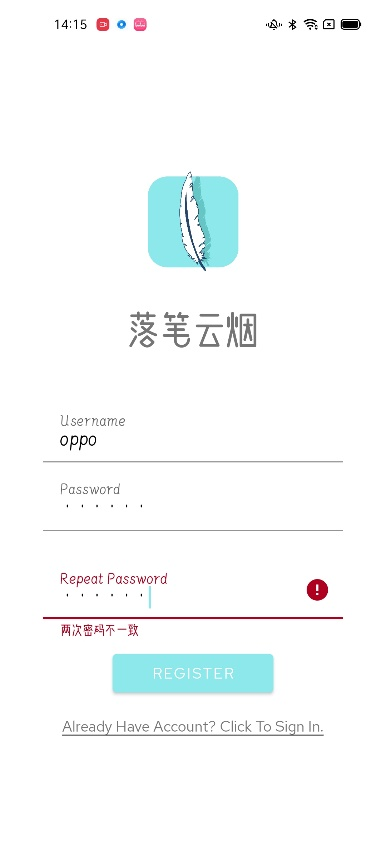 14:15
落笔云烟
Username
oppo
Password
······
Repeat Password
······
两次密码不一致
REGISTER
Already Have Account? Click To Sign In.